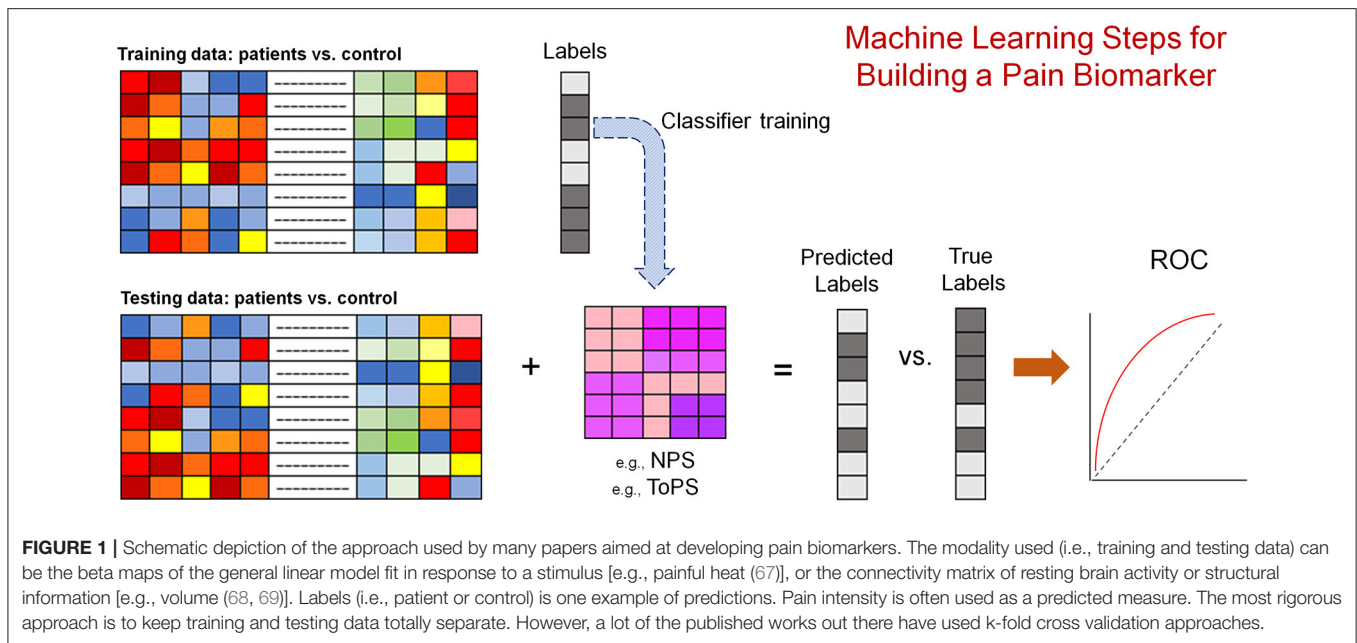 Machine Learning Steps for
Building a Pain Biomarker
Training data: patients vs. control
Labels
Classifier training
Testing data: patients vs. control
+
e.g., NPS
e.g., ToPS
=
Predicted
Labels
vs.
True
Labels
ROC
FIGURE 1 | Schematic depiction of the approach used by many papers aimed at developing pain biomarkers. The modality used (i.e., training and testing data) can
be the beta maps of the general linear model fit in response to a stimulus [e.g., painful heat (67)], or the connectivity matrix of resting brain activity or structural
information [e.g., volume (68, 69)]. Labels (i.e., patient or control) is one example of predictions. Pain intensity is often used as a predicted measure. The most rigorous
approach is to keep training and testing data totally separate. However, a lot of the published works out there have used k-fold cross validation approaches.